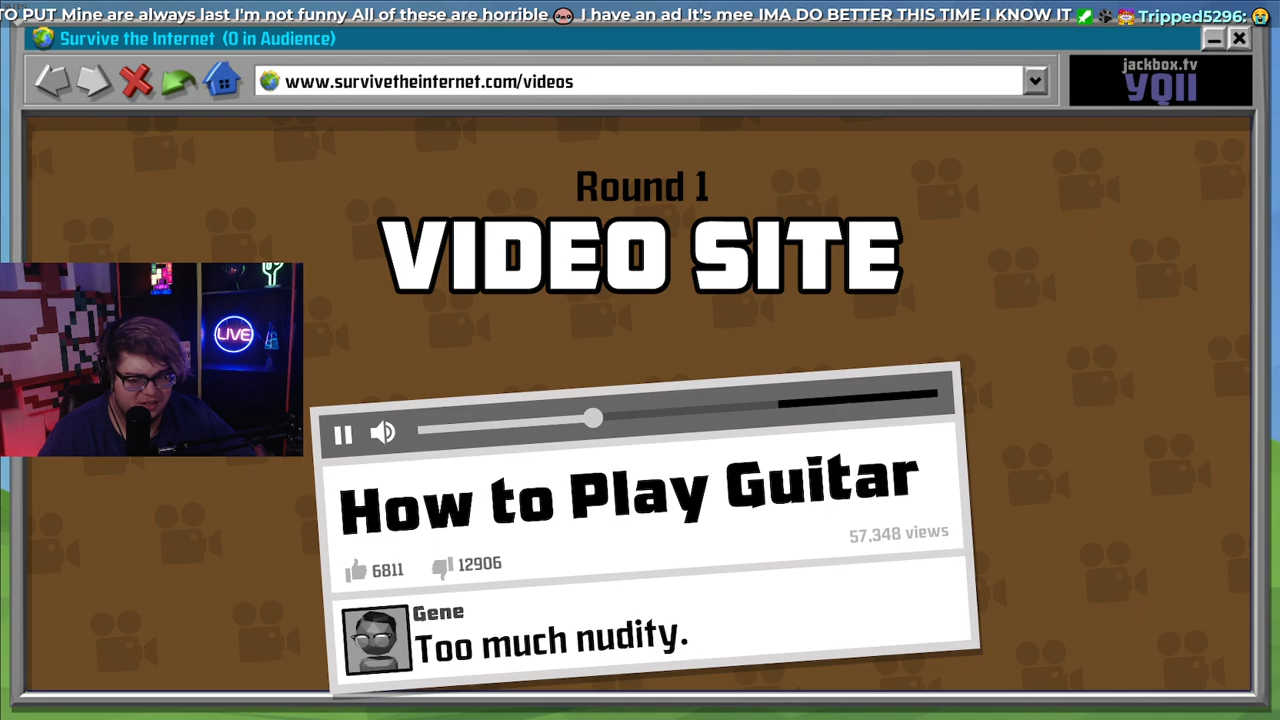 TO PUT Mine are always last I'm not funny All of these are horrible I have an ad It's mee IMA DO BETTER THIS TIME I KNOW IT Tripped5296:
Survive the Internet (0 in Audience)
www.survivetheinternet.com/videos
jackbox.tv
YQII
Round 1
VIDEO SITE
LIVE
How to Play Guitar
57,348 views
6811 12906
Gene
Too much nudity.